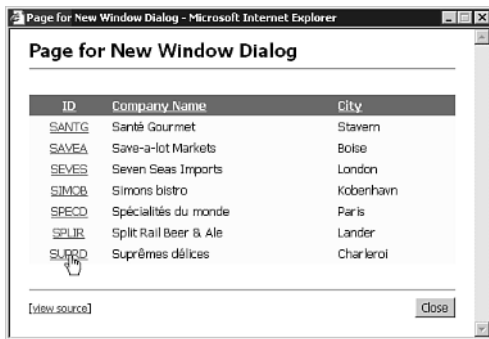 Page for New Window Dialog - Microsoft Internet Explorer
Page for New Window Dialog
ID Company Name City
SANTG Santé Gourmet Stavern
SAVEA Save-a-lot Markets Boise
SEVES Seven Seas Imports London
SIMOB Simons bistro Kobenhavn
SPECD Spécialités du monde Paris
SPLIR Split Rail Beer & Ale Lander
SUPRD Suprêmes délices Charleroi
[view source] Close